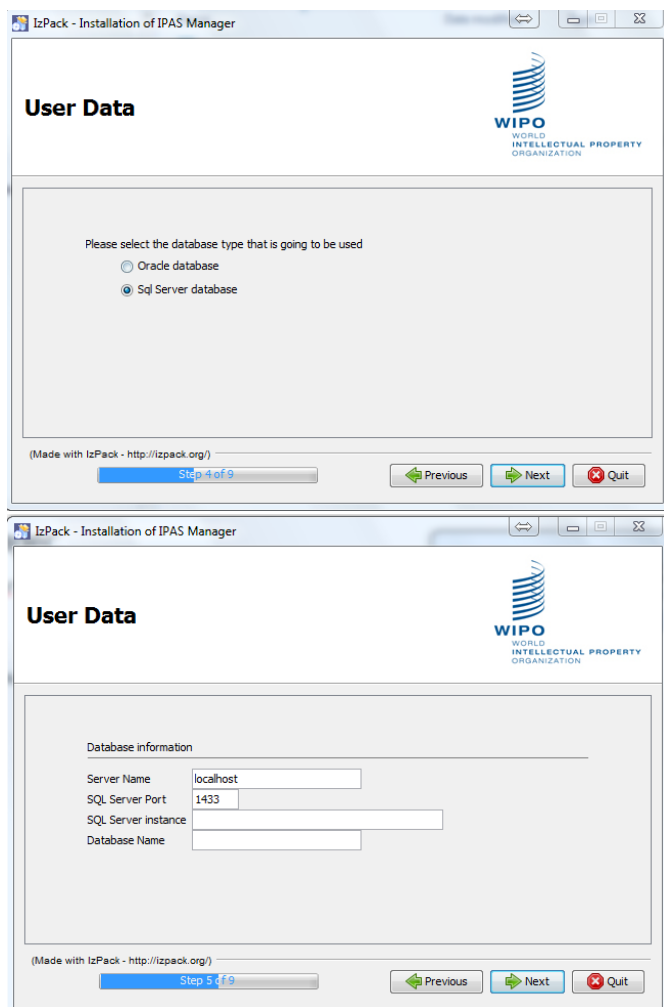 IzPack - Installation of IPAS Manager
User Data
WIPO
WORLD
INTELLECTUAL PROPERTY
ORGANIZATION
Please select the database type that is going to be used
Oracle database
Sql Server database
(Made with IzPack - http://izpack.org/)
Step 4 of 9
Previous
Next
Quit
IzPack - Installation of IPAS Manager
User Data
WIPO
WORLD
INTELLECTUAL PROPERTY
ORGANIZATION
Database information
Server Name localhost
SQL Server Port 1433
SQL Server instance
Database Name
(Made with IzPack - http://izpack.org/)
Step 5 of 9
Previous
Next
Quit